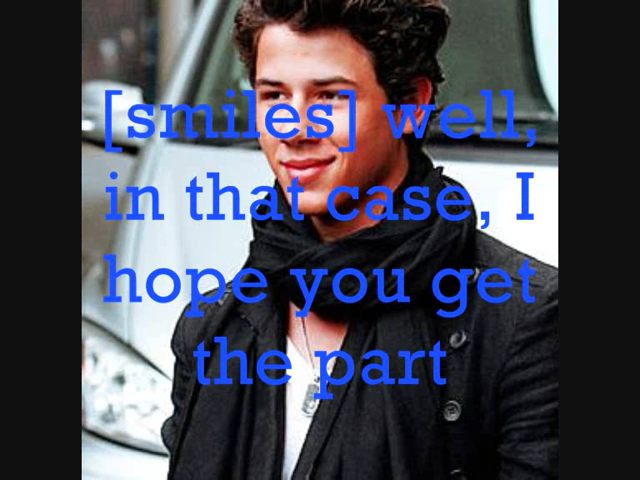 [smiles] well,
in that case, I
hope you get
the part